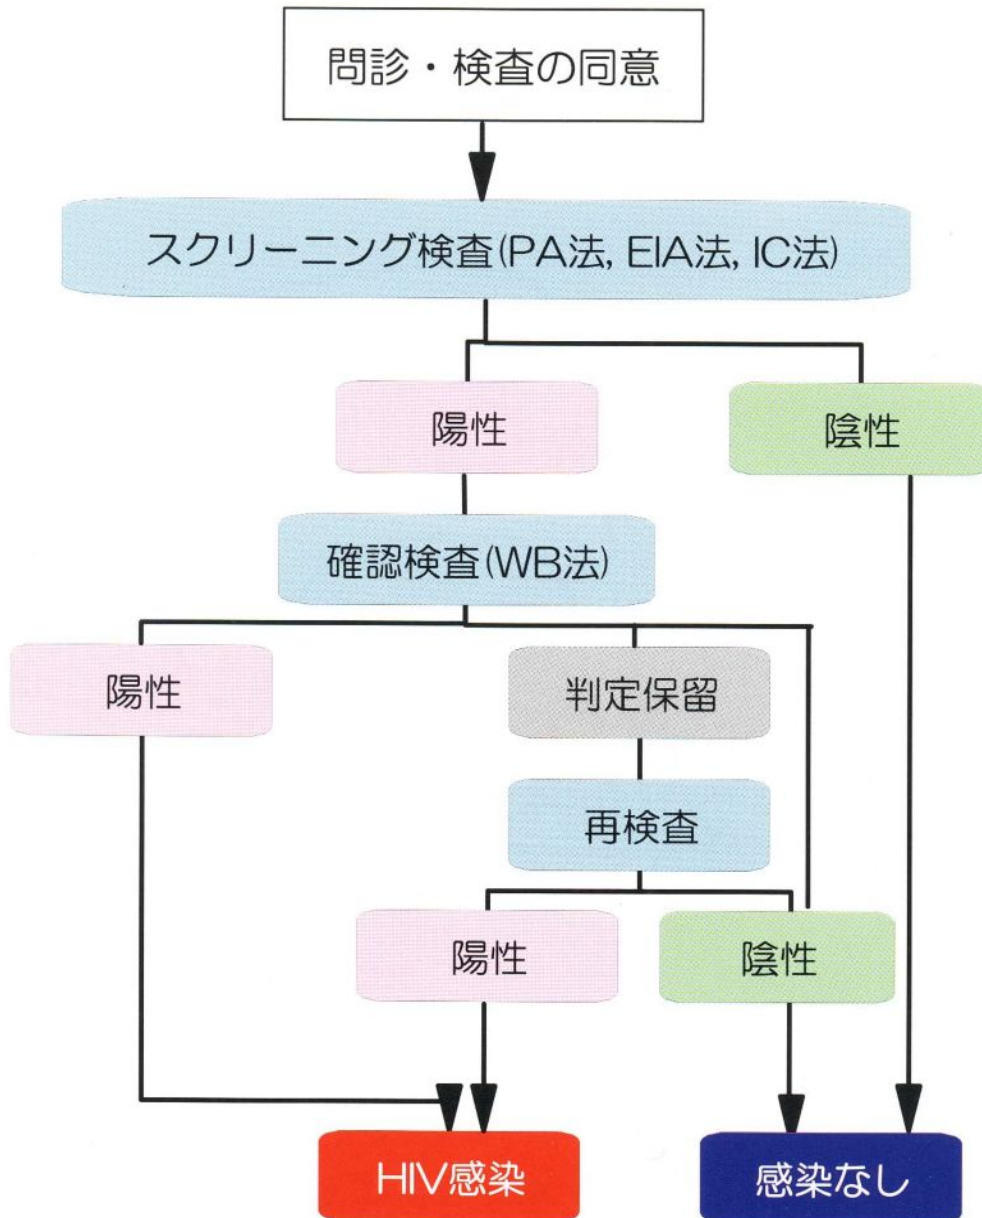 問診・検査の同意
スクリーニング検査(PA法, EIA法, IC法)
陽性
陰性
確認検査(WB法)
陽性
判定保留
再検査
陽性
陰性
HIV感染
感染なし